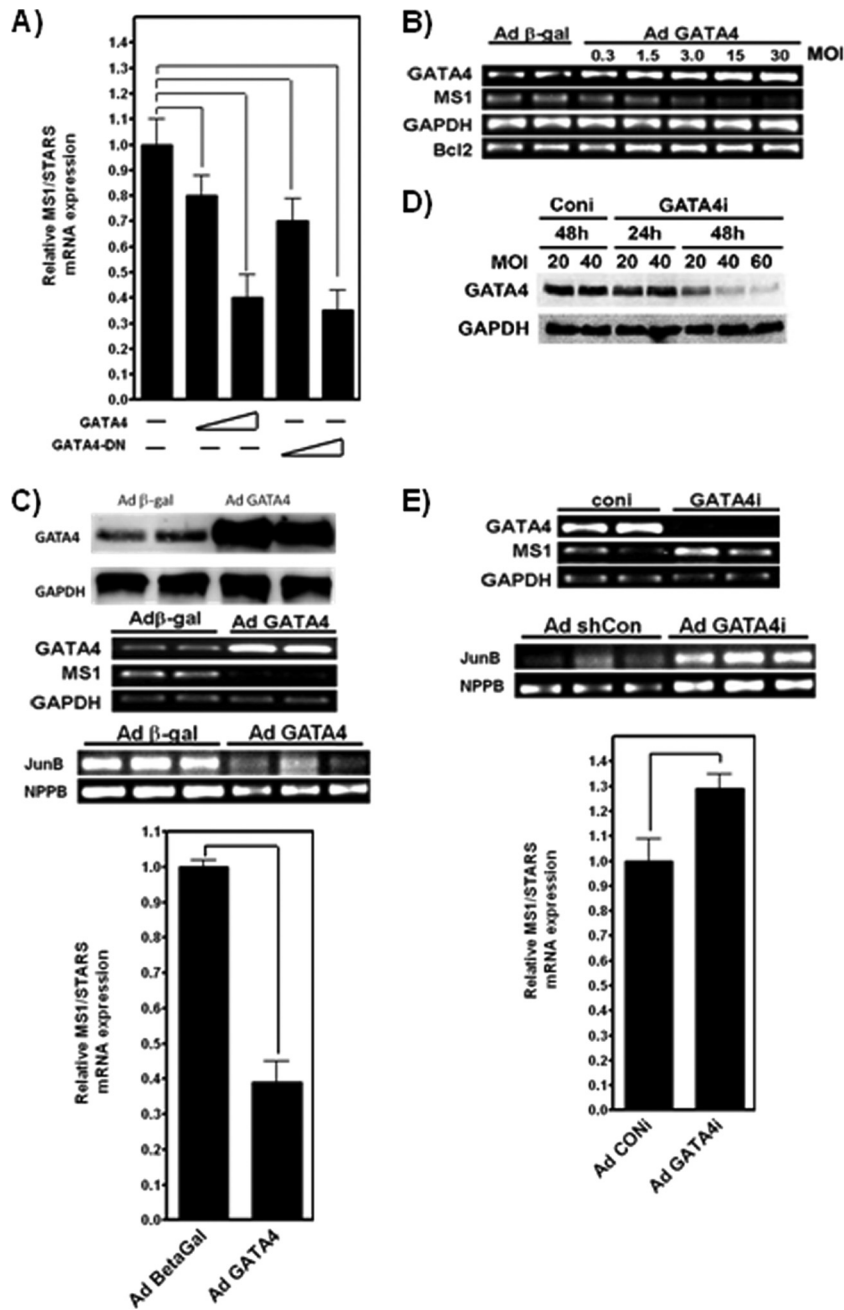 A)
Relative MS1/STARS
mRNA expression
1.4
1.3
1.2
1.1
1.0
0.9
0.8
0.7
0.6
0.5
0.4
0.3
0.2
0.1
0.0
GATA4 — — —
GATA4-DN — — —
B)
Ad β-gal Ad GATA4
0.3 1.5 3.0 15 30 MOI
GATA4
MS1
GAPDH
Bcl2
D)
Coni GATA4i
48h 24h 48h
MOI 20 40 20 40 20 40 60
GATA4
GAPDH
C)
Ad β-gal Ad GATA4
GATA4
GAPDH
Adβ-gal Ad GATA4
GATA4
MS1
GAPDH
Ad β-gal Ad GATA4
JunB
NPPB
Relative MS1/STARS
mRNA expression
1.1
1.0
0.9
0.8
0.7
0.6
0.5
0.4
0.3
0.2
0.1
0.0
Ad BetaGal
Ad GATA4
E)
coni GATA4i
GATA4
MS1
GAPDH
Ad shCon Ad GATA4i
JunB
NPPB
Relative MS1/STARS
mRNA expression
1.4
1.3
1.2
1.1
1.0
0.9
0.8
0.7
0.6
0.5
0.4
0.3
0.2
0.1
0.0
Ad CONi
Ad GATA4i